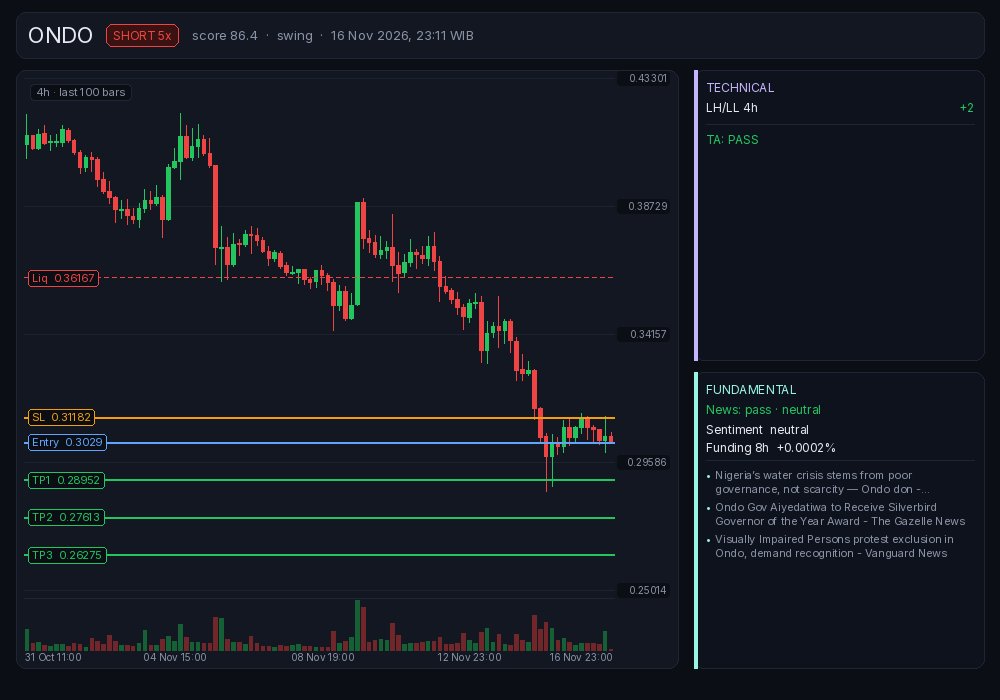 ONDO SHORT 5x score 86.4 · swing · 16 Nov 2026, 23:11 WIB
4h · last 100 bars
0.43301
0.38729
Liq 0.36167
0.34157
SL 0.31182
Entry 0.3029
0.29586
TP1 0.28952
TP2 0.27613
TP3 0.26275
0.25014
31 Oct 11:00 04 Nov 15:00 08 Nov 19:00 12 Nov 23:00 16 Nov 23:00
TECHNICAL
LH/LL 4h +2
TA: PASS
FUNDAMENTAL
News: pass · neutral
Sentiment neutral
Funding 8h +0.0002%
• Nigeria's water crisis stems from poor
governance, not scarcity — Ondo don -...
• Ondo Gov Aiyedatiwa to Receive Silverbird
Governor of the Year Award - The Gazelle News
• Visually Impaired Persons protest exclusion in
Ondo, demand recognition - Vanguard News